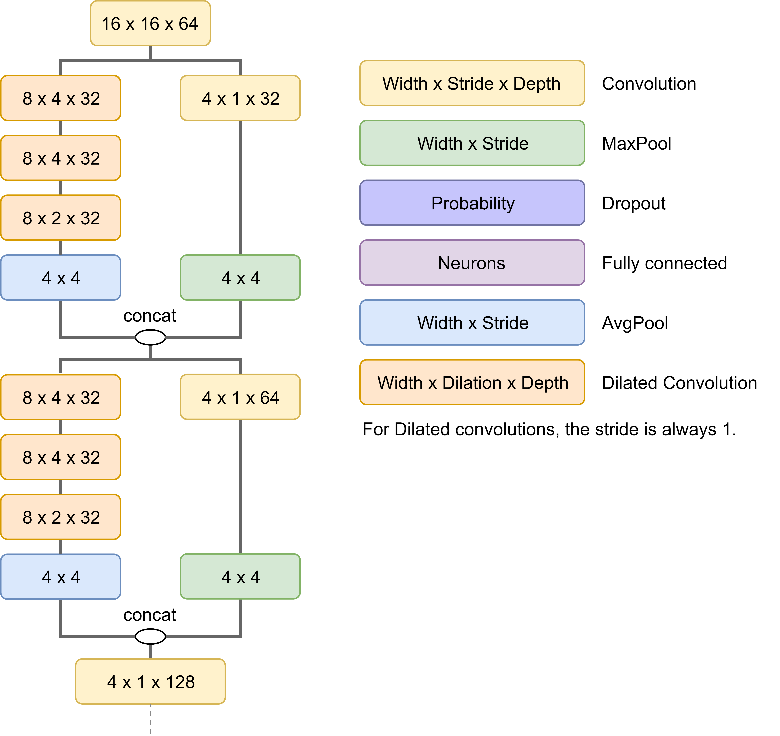 16 x 16 x 64
8 x 4 x 32
4 x 1 x 32
8 x 4 x 32
8 x 2 x 32
4 x 4
4 x 4
concat
8 x 4 x 32
4 x 1 x 64
8 x 4 x 32
8 x 2 x 32
4 x 4
4 x 4
concat
4 x 1 x 128
Width x Stride x Depth
Convolution
Width x Stride
MaxPool
Probability
Dropout
Neurons
Fully connected
Width x Stride
AvgPool
Width x Dilation x Depth
Dilated Convolution
For Dilated convolutions, the stride is always 1.